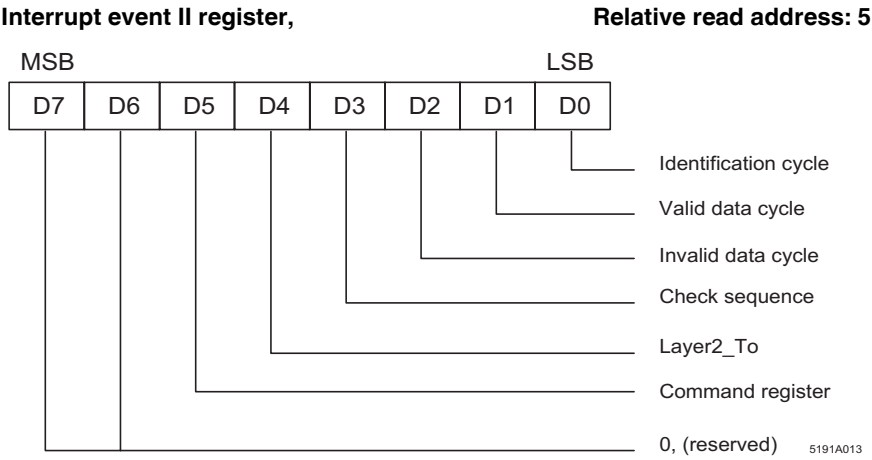 Interrupt event II register, Relative read address: 5
MSB LSB
D7 D6 D5 D4 D3 D2 D1 D0
Identification cycle
Valid data cycle
Invalid data cycle
Check sequence
Layer2_To
Command register
0, (reserved) 5191A013